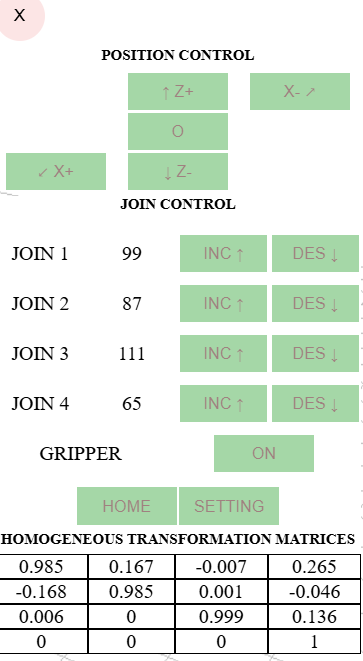 X
POSITION CONTROL
↑ Z+ X- ↗
O
↙ X+ ↓ Z-
JOIN CONTROL
JOIN 1 99 INC ↑ DES ↓
JOIN 2 87 INC ↑ DES ↓
JOIN 3 111 INC ↑ DES ↓
JOIN 4 65 INC ↑ DES ↓
GRIPPER ON
HOME SETTING
HOMOGENEOUS TRANSFORMATION MATRICES
0.985 0.167 -0.007 0.265
-0.168 0.985 0.001 -0.046
0.006 0 0.999 0.136
0 0 0 1